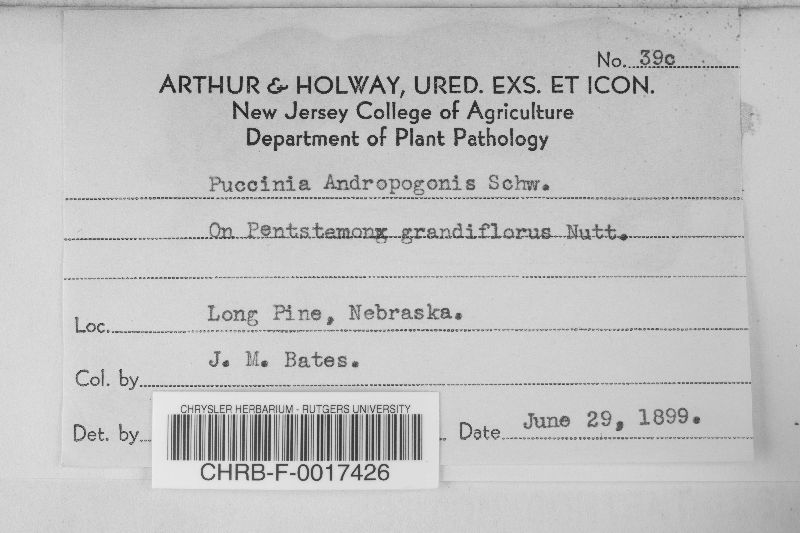 No. 39c
ARTHUR & HOLWAY, URED. EXS. ET ICON.
New Jersey College of Agriculture
Department of Plant Pathology
Puccinia Andropogonis Schw.
On Pentstemon grandiflorus Nutt.
Loc. Long Pine, Nebraska.
Col. by J. M. Bates.
Det. by
Date June 29, 1899.
CHRYSLER HERBARIUM - RUTGERS UNIVERSITY
CHRB-F-0017426